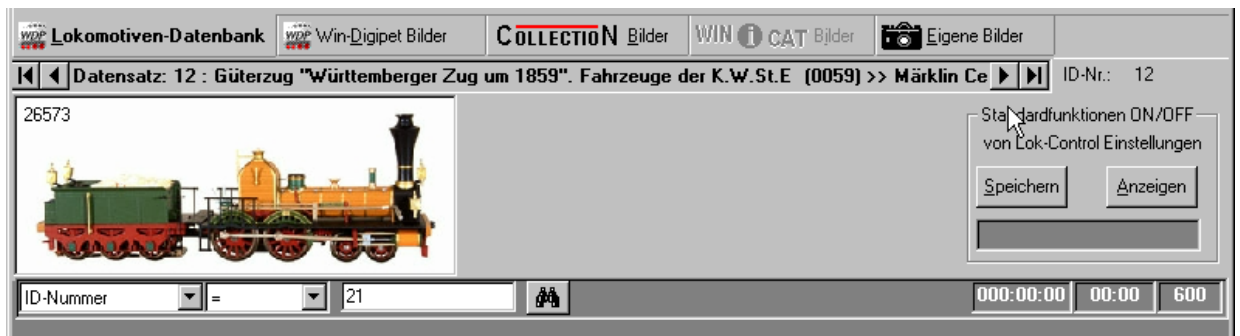 WDP Lokomotiven-Datenbank WDP Win-Digipet Bilder COLLECTION Bilder WIN i CAT Bilder Eigene Bilder
Datensatz: 12 : Güterzug "Württemberger Zug um 1859". Fahrzeuge der K.W.St.E (0059) >> Märklin Ce ID-Nr.: 12
26573
Standardfunktionen ON/OFF
von Lok-Control Einstellungen
Speichern Anzeigen
ID-Nummer = 21 000:00:00 00:00 600